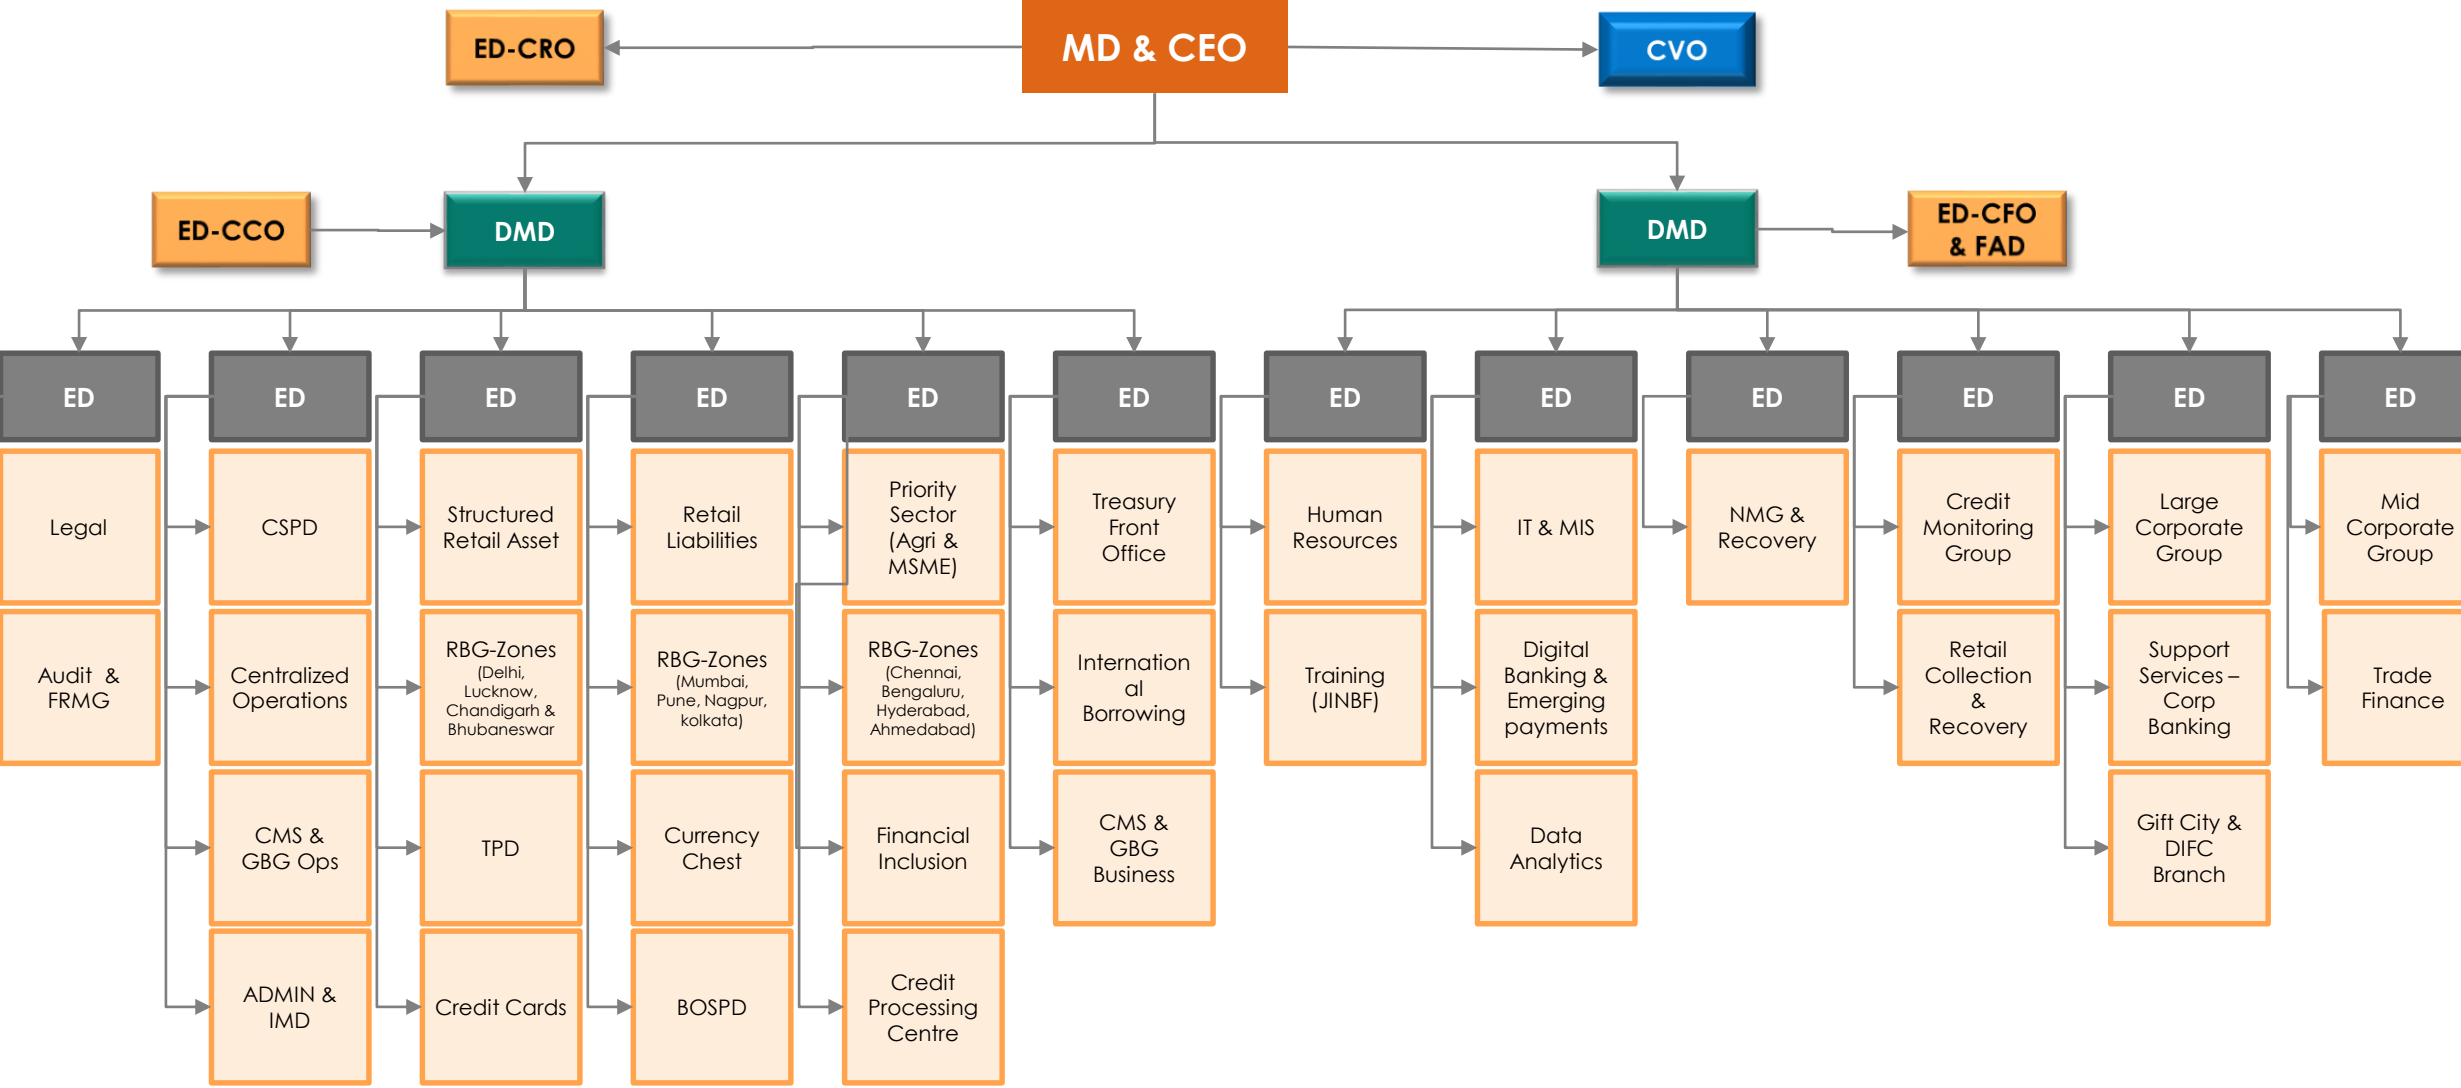 ED-CRO
MD & CEO
CVO
ED-CCO
DMD
DMD
ED-CFO
& FAD
ED
ED
ED
ED
ED
ED
ED
ED
ED
ED
ED
ED
Legal
CSPD
Structured
Retail Asset
Retail
Liabilities
Priority
Sector
(Agri &
MSME)
Treasury
Front
Office
Human
Resources
IT & MIS
NMG &
Recovery
Credit
Monitoring
Group
Large
Corporate
Group
Mid
Corporate
Group
Audit & 
FRMG
Centralized
Operations
RBG-Zones
(Delhi,
Lucknow,
Chandigarh &
Bhubaneswar
RBG-Zones
(Mumbai,
Pune, Nagpur,
kolkata)
RBG-Zones
(Chennai,
Bengaluru,
Hyderabad,
Ahmedabad)
Internation
al
Borrowing
Training
(JINBF)
Digital
Banking &
Emerging
payments
Retail
Collection
&
Recovery
Support
Services –
Corp
Banking
Trade
Finance
CMS &
GBG Ops
TPD
Currency
Chest
Financial
Inclusion
CMS &
GBG
Business
Data
Analytics
Gift City &
DIFC
Branch
ADMIN &
IMD
Credit Cards
BOSPD
Credit
Processing
Centre